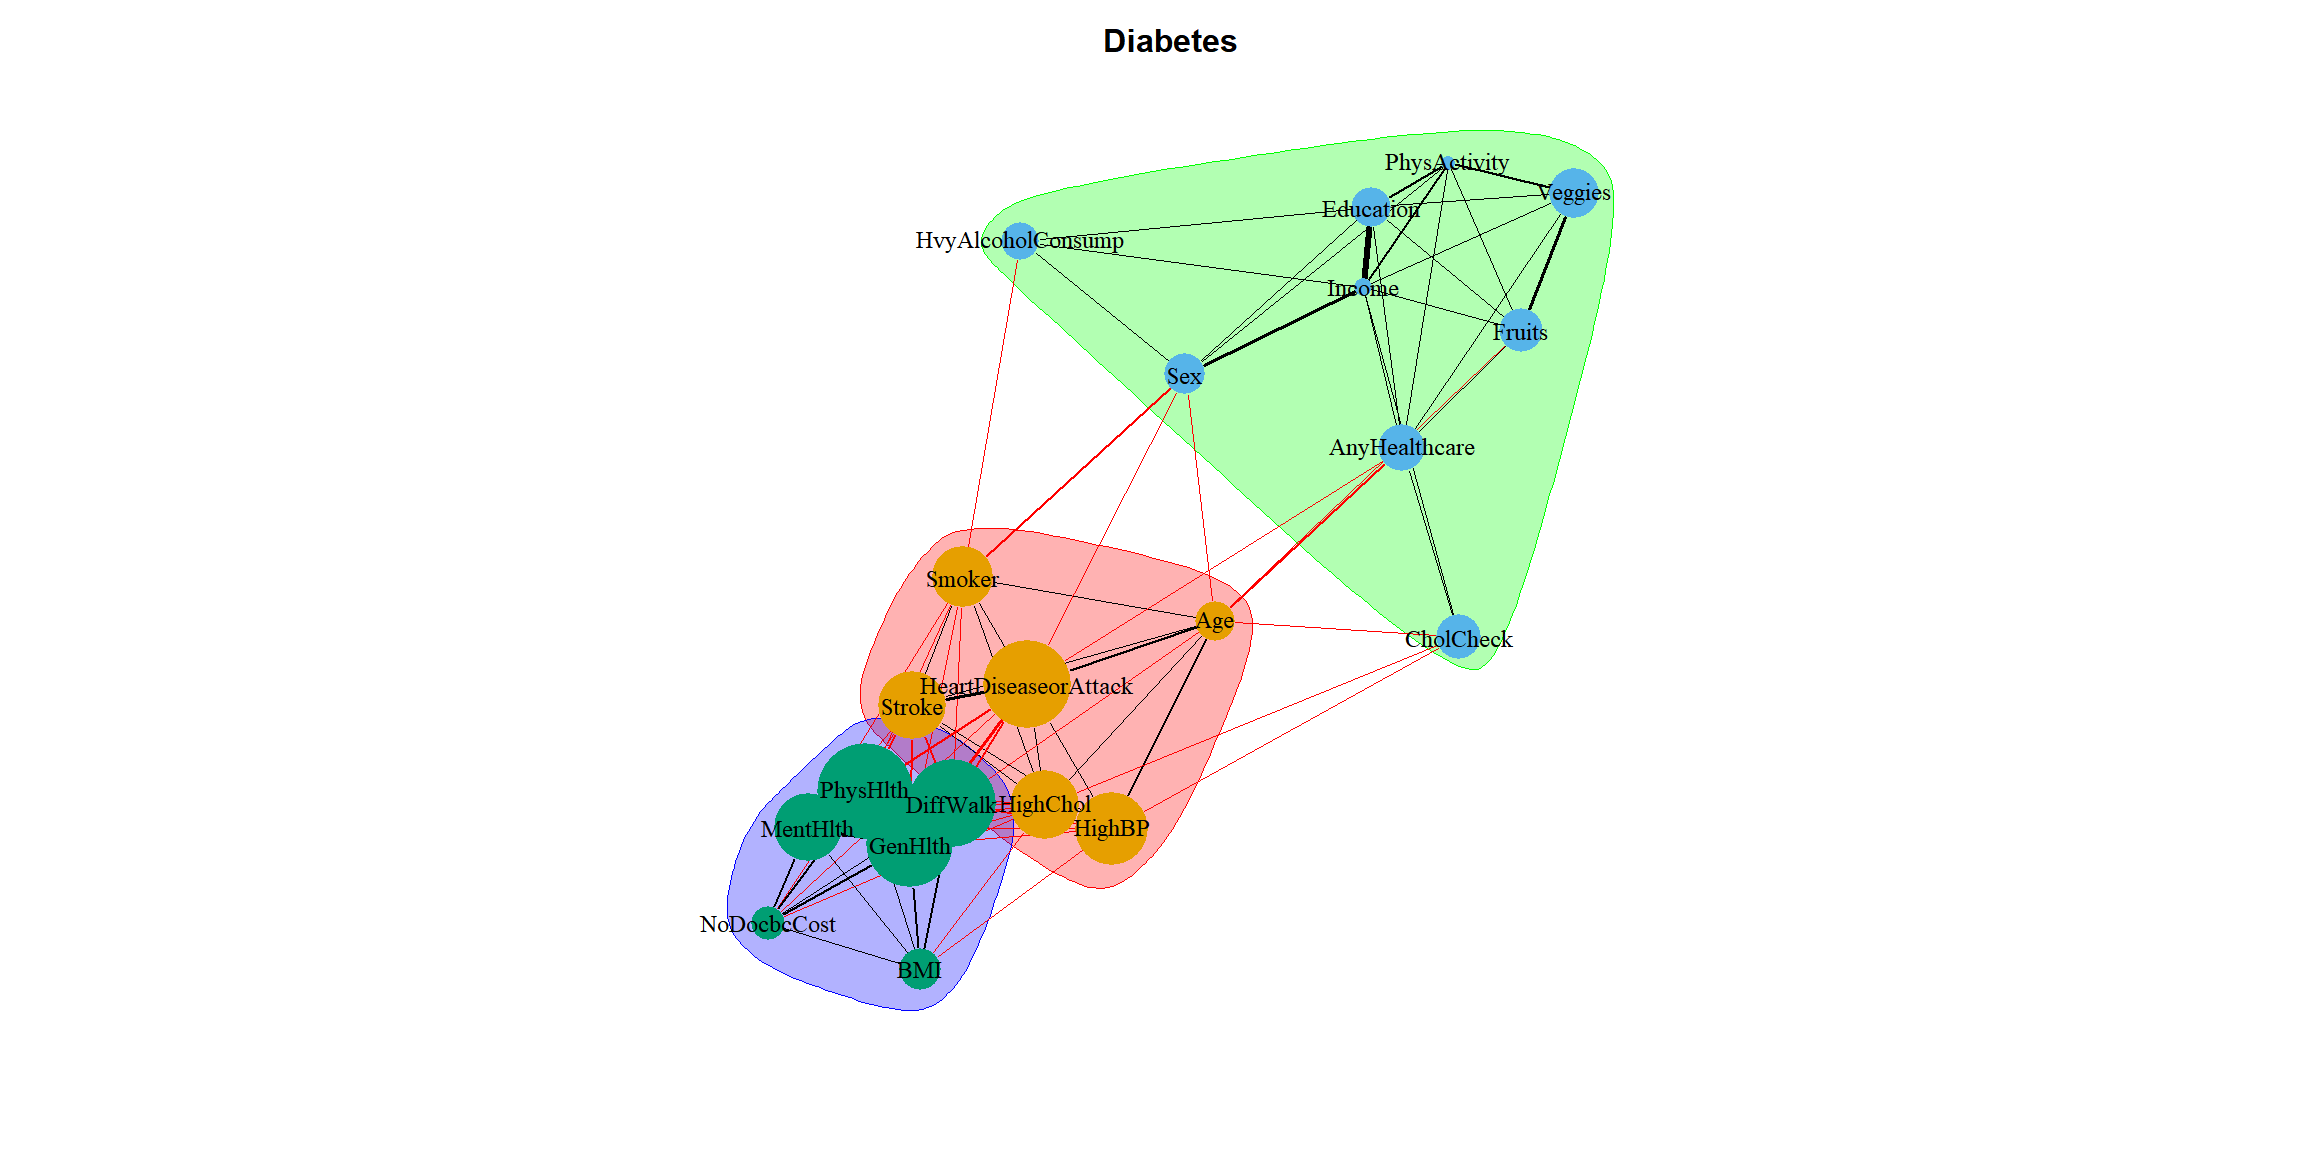 Diabetes
PhysActivity
Veggies
Education
HvyAlcoholConsump
Income
Fruits
Sex
AnyHealthcare
Smoker
Age
CholCheck
HeartDiseaseorAttack
Stroke
PhysHlth
DiffWalk
HighChol
MentHlth
HighBP
GenHlth
NoDocbcCost
BMI